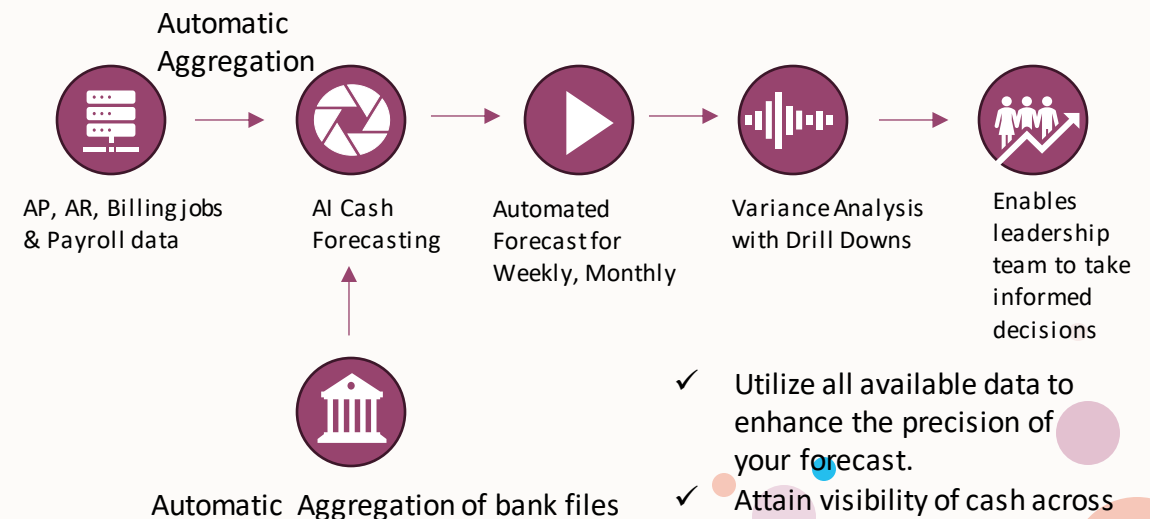 Automatic
Aggregation
AP, AR, Billing jobs
& Payroll data
AI Cash
Forecasting
Automated
Forecast for
Weekly, Monthly
Variance Analysis
with Drill Downs
Enables
leadership
team to take
informed
decisions
Automatic Aggregation of bank files
✓ Utilize all available data to
enhance the precision of
your forecast.
✓ Attain visibility of cash across